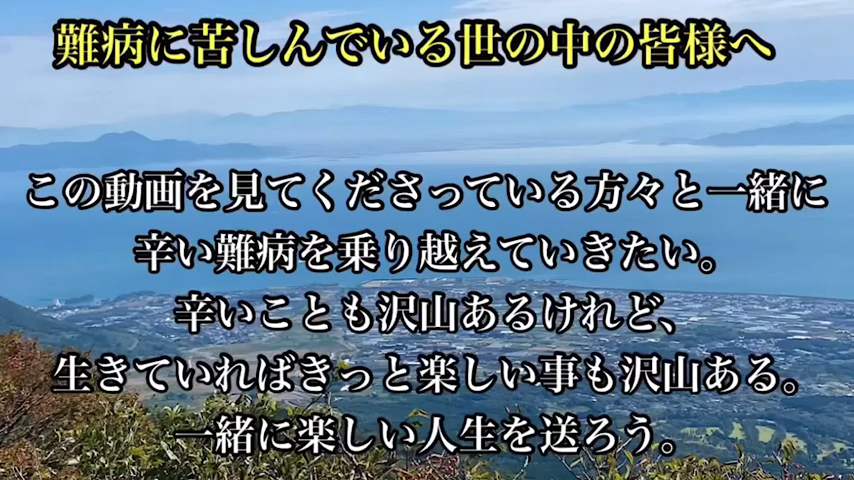 難病に苦しんでいる世の中の皆様へ
この動画を見てくださっている方々と一緒に
辛い難病を乗り越えていきたい。
辛いことも沢山あるけれど、
生きていればきっと楽しい事も沢山ある。
一緒に楽しい人生を送ろう。